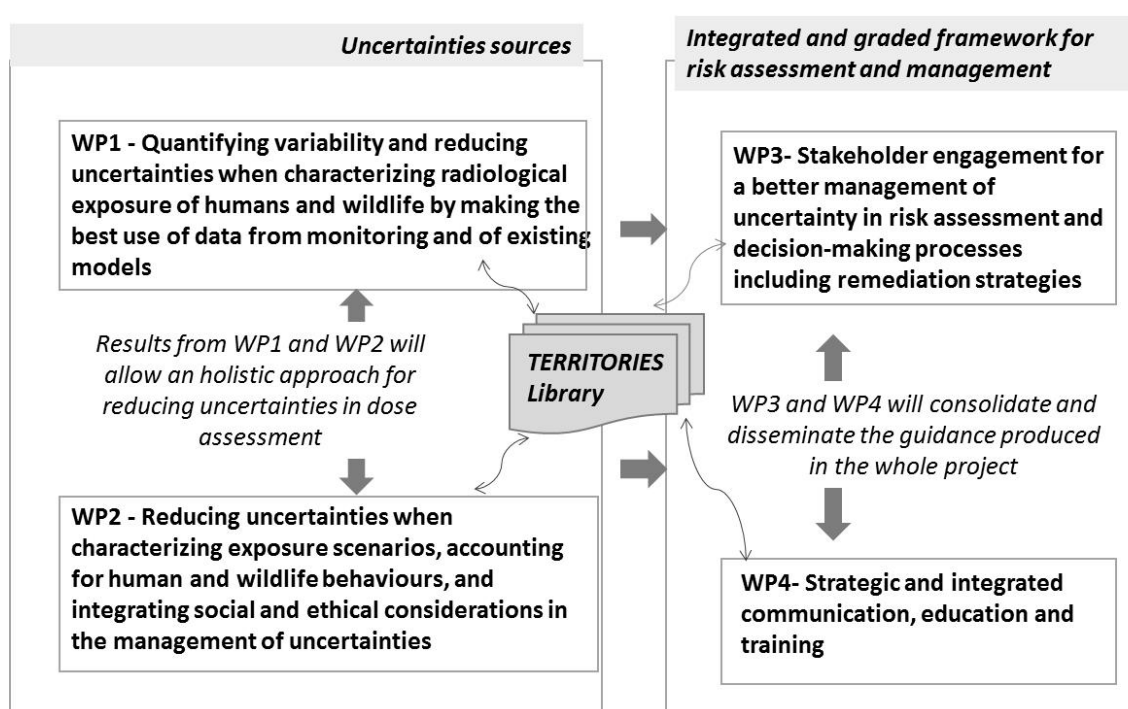 Uncertainties sources
WP1 - Quantifying variability and reducing
uncertainties when characterizing radiological
exposure of humans and wildlife by making the
best use of data from monitoring and of existing
models
Results from WP1 and WP2 will
allow an holistic approach for
reducing uncertainties in dose
assessment
WP2 - Reducing uncertainties when
characterizing exposure scenarios, accounting
for human and wildlife behaviours, and
integrating social and ethical considerations in
the management of uncertainties
TERRITORIES
Library
Integrated and graded framework for
risk assessment and management
WP3- Stakeholder engagement for
a better management of
uncertainty in risk assessment and
decision-making processes
including remediation strategies
WP3 and WP4 will consolidate and
disseminate the guidance produced
in the whole project
WP4- Strategic and integrated
communication, education and
training